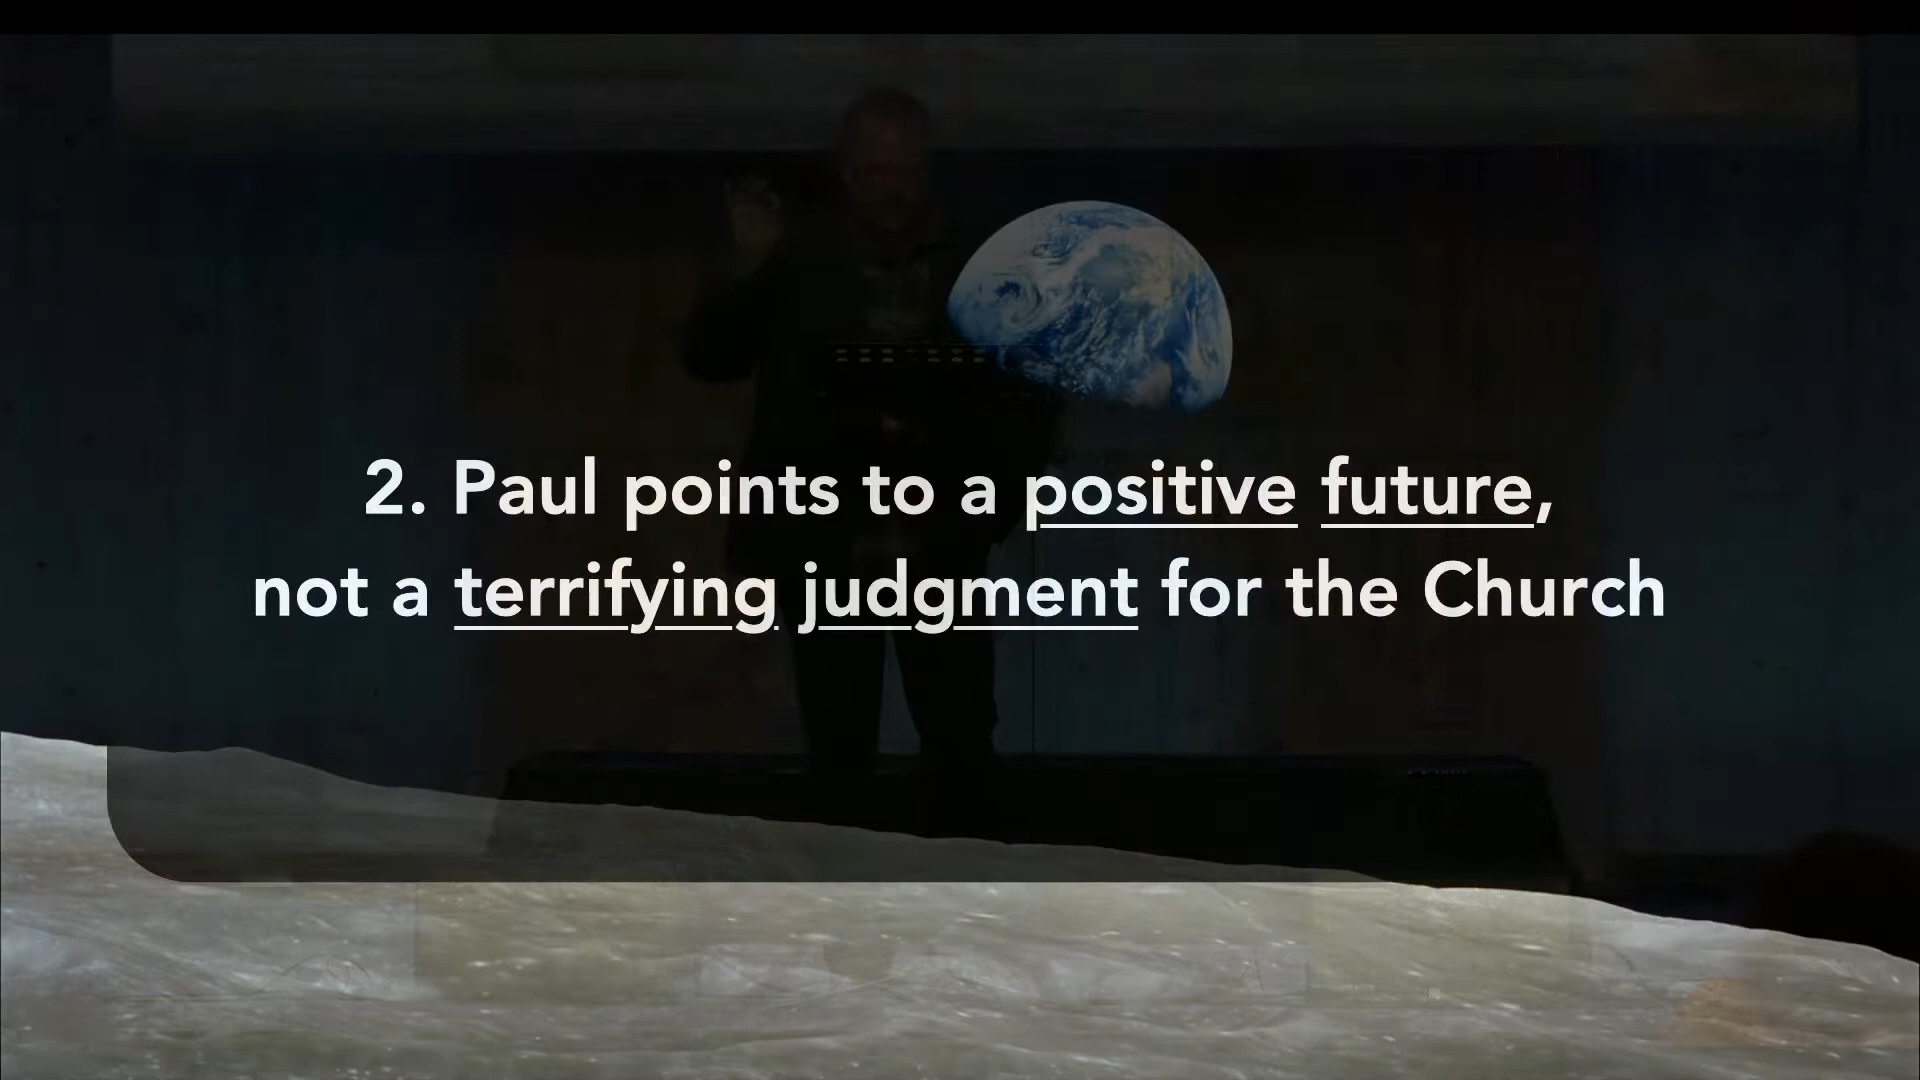 2. Paul points to a positive future,
not a terrifying judgment for the Church